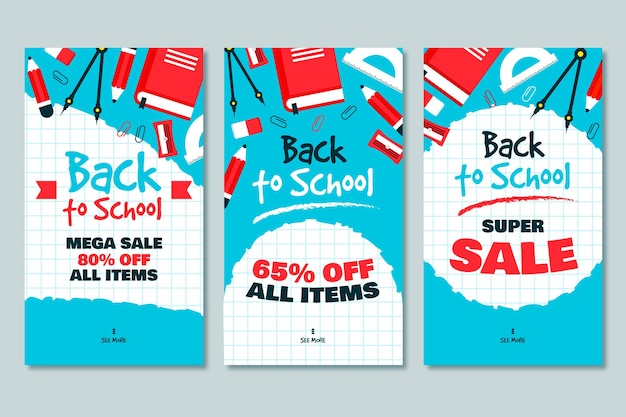 Back
to School
MEGA SALE
80% OFF
ALL ITEMS
SEE MORE
Back
to School
65% OFF
ALL ITEMS
SEE MORE
Back
to School
SUPER
SALE
SEE MORE